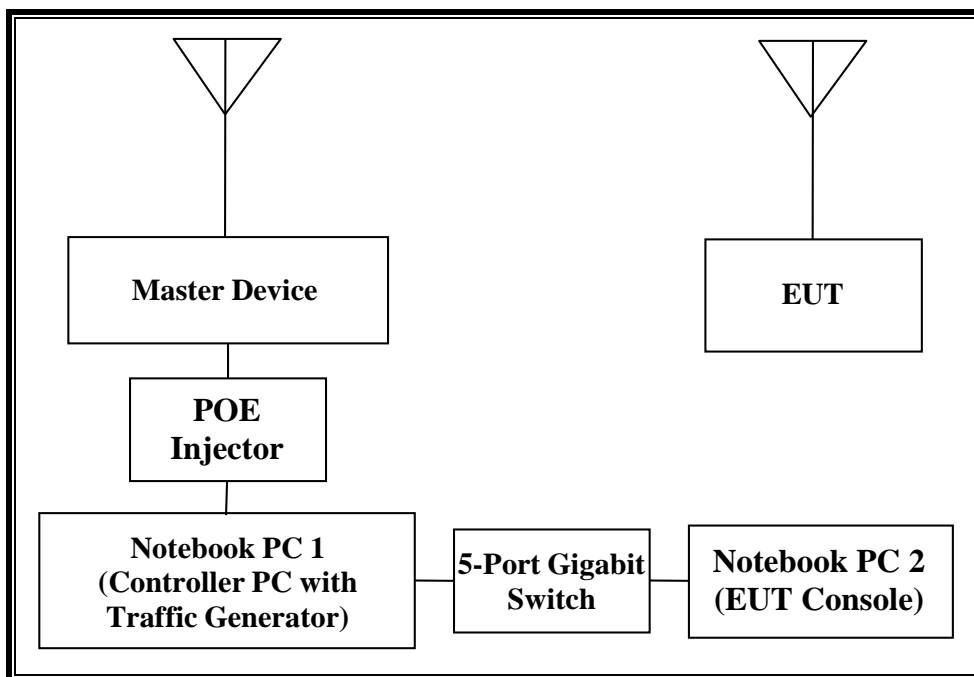 Master Device
EUT
POE
Injector
Notebook PC 1
(Controller PC with
Traffic Generator)
5-Port Gigabit
Switch
Notebook PC 2
(EUT Console)